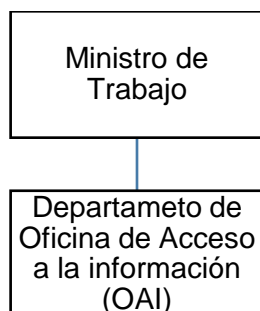 Ministro de
Trabajo
Departameto de
Oficina de Acceso
a la información
(OAI)